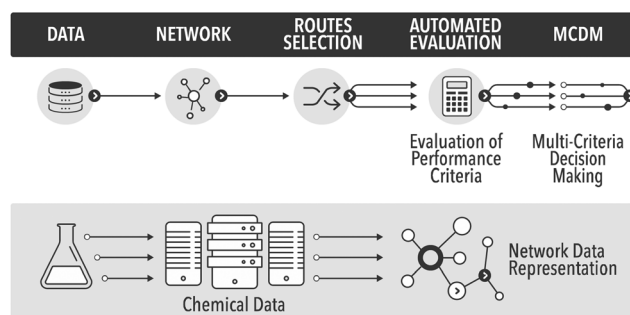 DATA
NETWORK
ROUTES
SELECTION
AUTOMATED
EVALUATION
MCDM
Evaluation of
Performance
Criteria
Multi-Criteria
Decision
Making
Chemical Data
Network Data
Representation